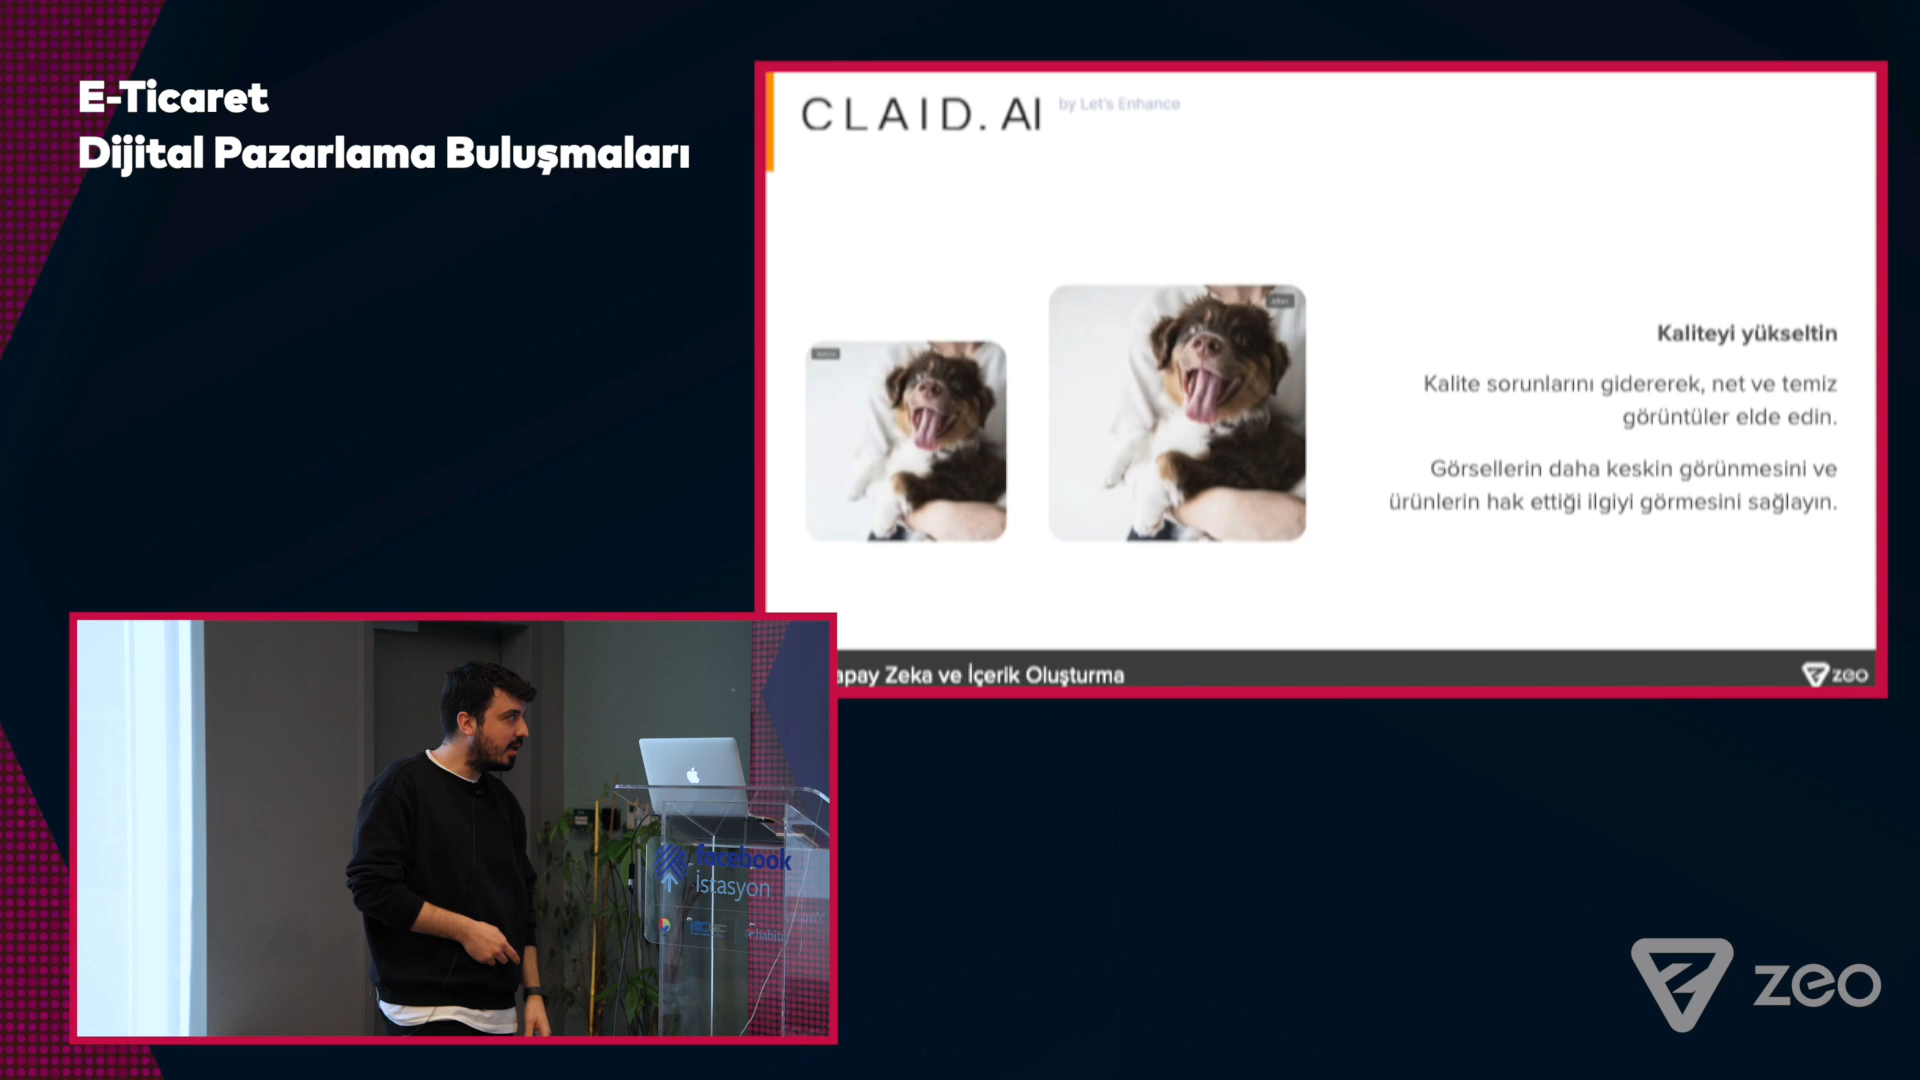 E-Ticaret
Dijital Pazarlama Buluşmaları
CLAID.AI by Let's Enhance
Kaliteyi yükseltin
Kalite sorunlarını gidererek, net ve temiz
görüntüler elde edin.
Görsellerin daha keskin görünmesini ve
ürünlerin hak ettiği ilgiyi görmesini sağlayın.
apay Zeka ve İçerik Oluşturma
zeo
facebook
istasyon
habitat
zeo